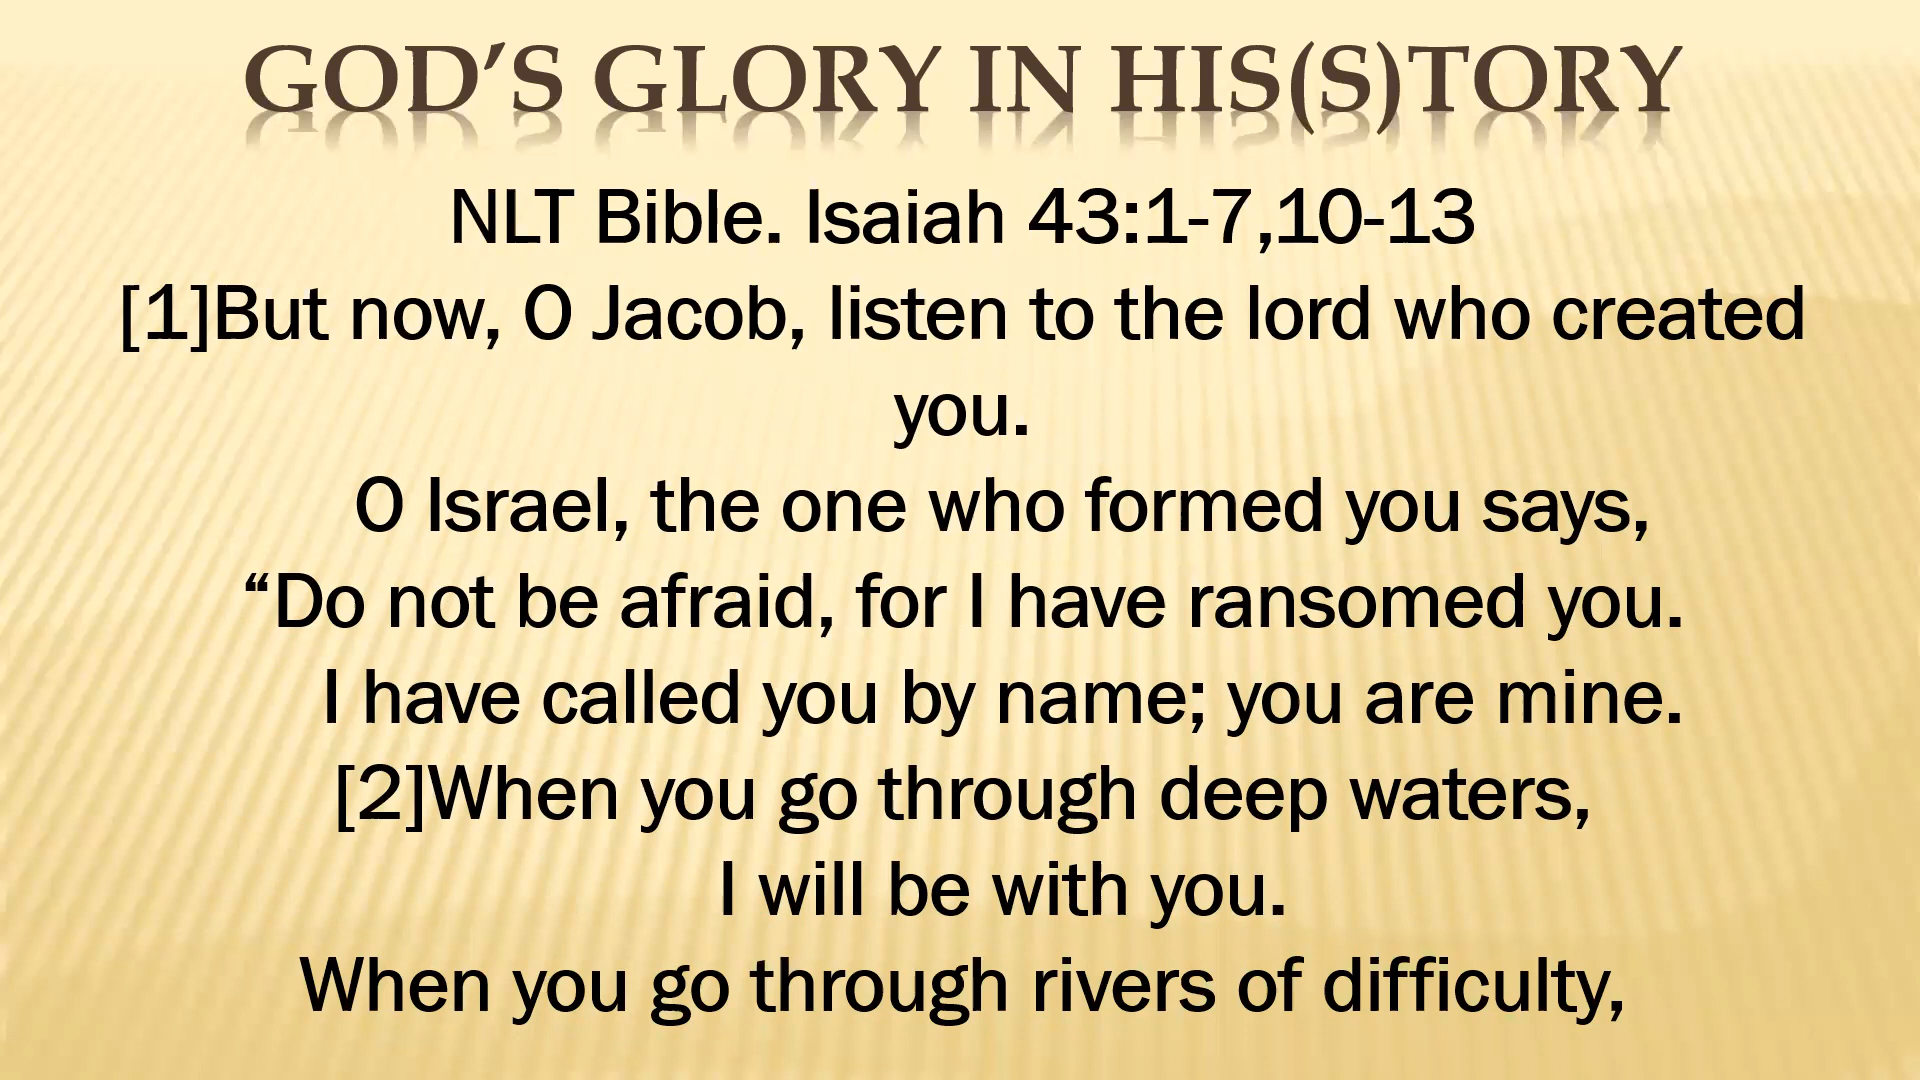 GOD’S GLORY IN HIS(S)TORY
NLT Bible. Isaiah 43:1-7,10-13
[1]But now, O Jacob, listen to the lord who created
you.
O Israel, the one who formed you says,
“Do not be afraid, for I have ransomed you.
I have called you by name; you are mine.
[2]When you go through deep waters,
I will be with you.
When you go through rivers of difficulty,